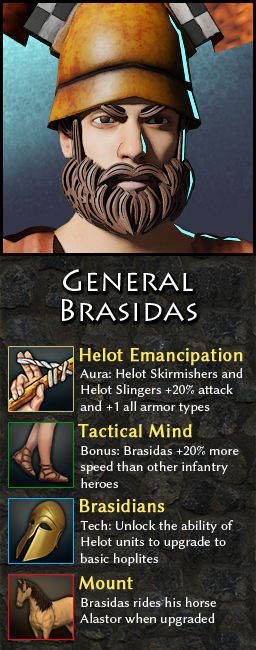 General
Brasidas
Helot Emancipation
Aura: Helot Skirmishers and
Helot Slingers +20% attack
and +1 all armor types
Tactical Mind
Bonus: Brasidas +20% more
speed than other infantry
heroes
Brasidians
Tech: Unlock the ability of
Helot units to upgrade to
basic hoplites
Mount
Brasidas rides his horse
Alastor when upgraded